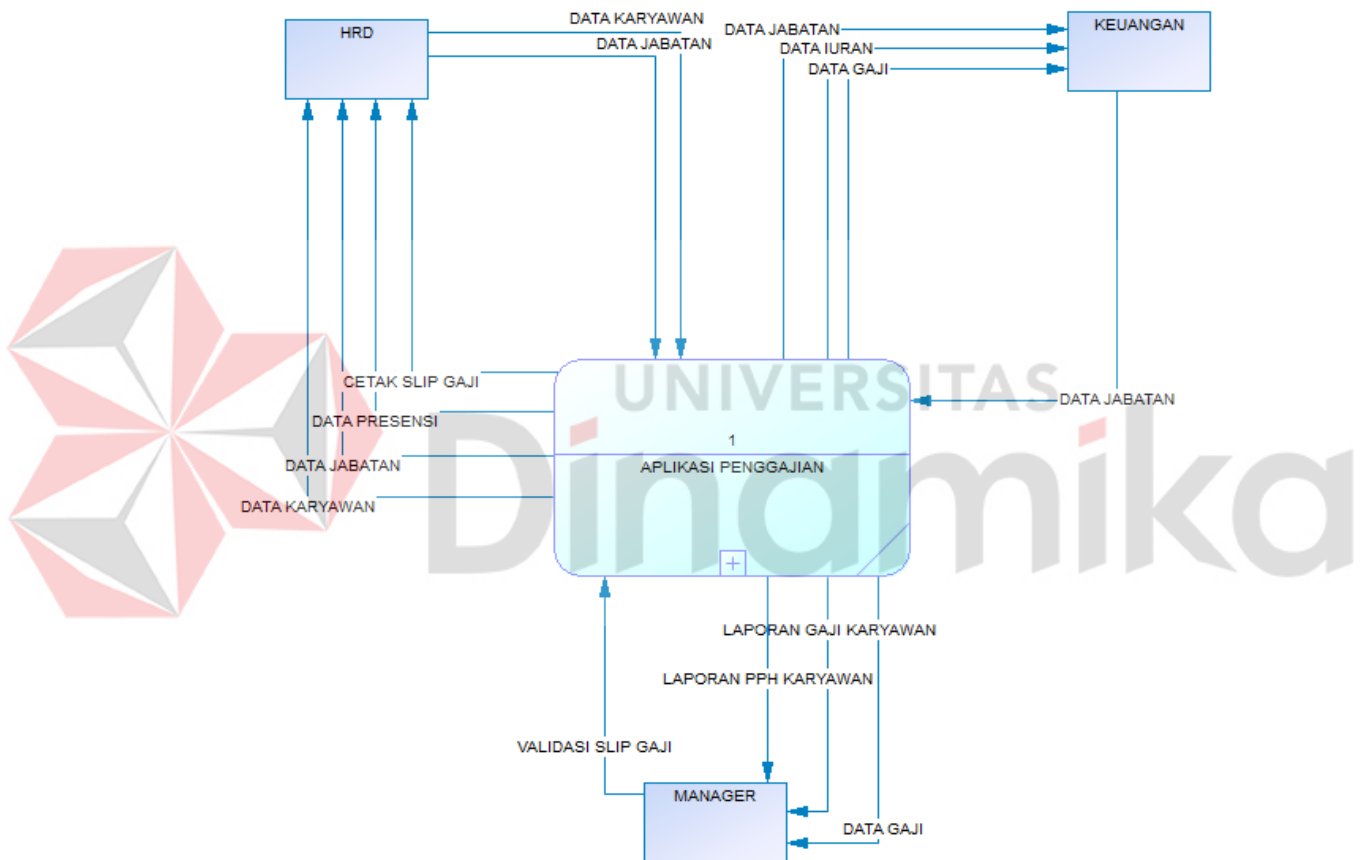 DATA KARYAWAN
HRD
DATA JABATAN
DATA JABATAN
DATA IURAN
DATA GAJI
KEUANGAN
CETAK SLIP GAJI
DATA PRESENSI
DATA JABATAN
DATA KARYAWAN
1
APLIKASI PENGGAJIAN
+
DATA JABATAN
UNIVERSITAS
Dinamika
LAPORAN GAJI KARYAWAN
LAPORAN PPH KARYAWAN
VALIDASI SLIP GAJI
MANAGER
DATA GAJI